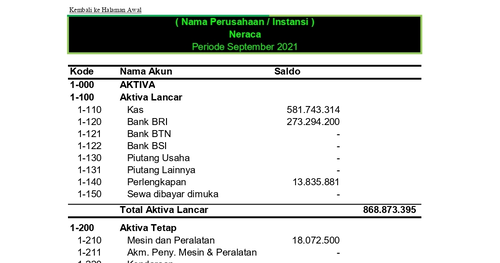 Kembali ke Halaman Awal
( Nama Perusahaan / Instansi )
Neraca
Periode September 2021
Kode Nama Akun Saldo
1-000 AKTIVA
1-100 Aktiva Lancar
1-110 Kas 581.743.314
1-120 Bank BRI 273.294.200
1-121 Bank BTN -
1-122 Bank BSI -
1-130 Piutang Usaha -
1-131 Piutang Lainnya -
1-140 Perlengkapan 13.835.881
1-150 Sewa dibayar dimuka -
Total Aktiva Lancar 868.873.395
1-200 Aktiva Tetap
1-210 Mesin dan Peralatan 18.072.500
1-211 Akm. Peny. Mesin & Peralatan -